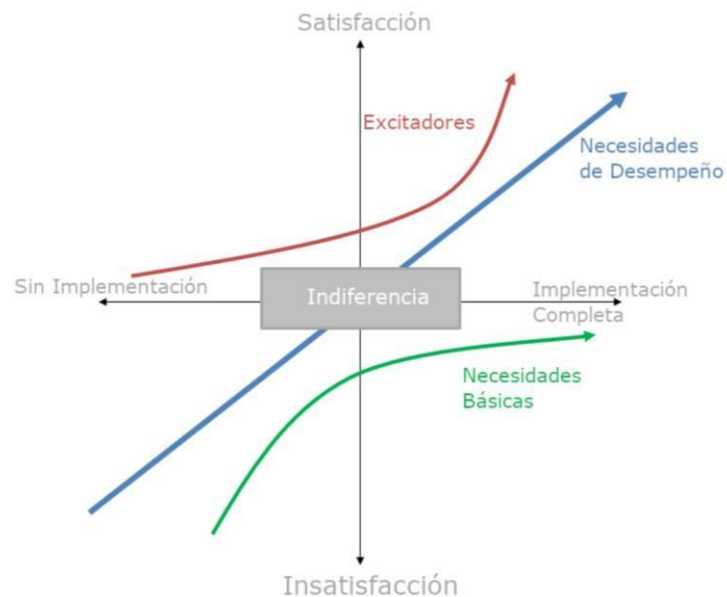 Satisfacción
Excitadores
Necesidades
de Desempeño
Sin Implementación
Indiferencia
Implementación
Completa
Necesidades
Básicas
Insatisfacción